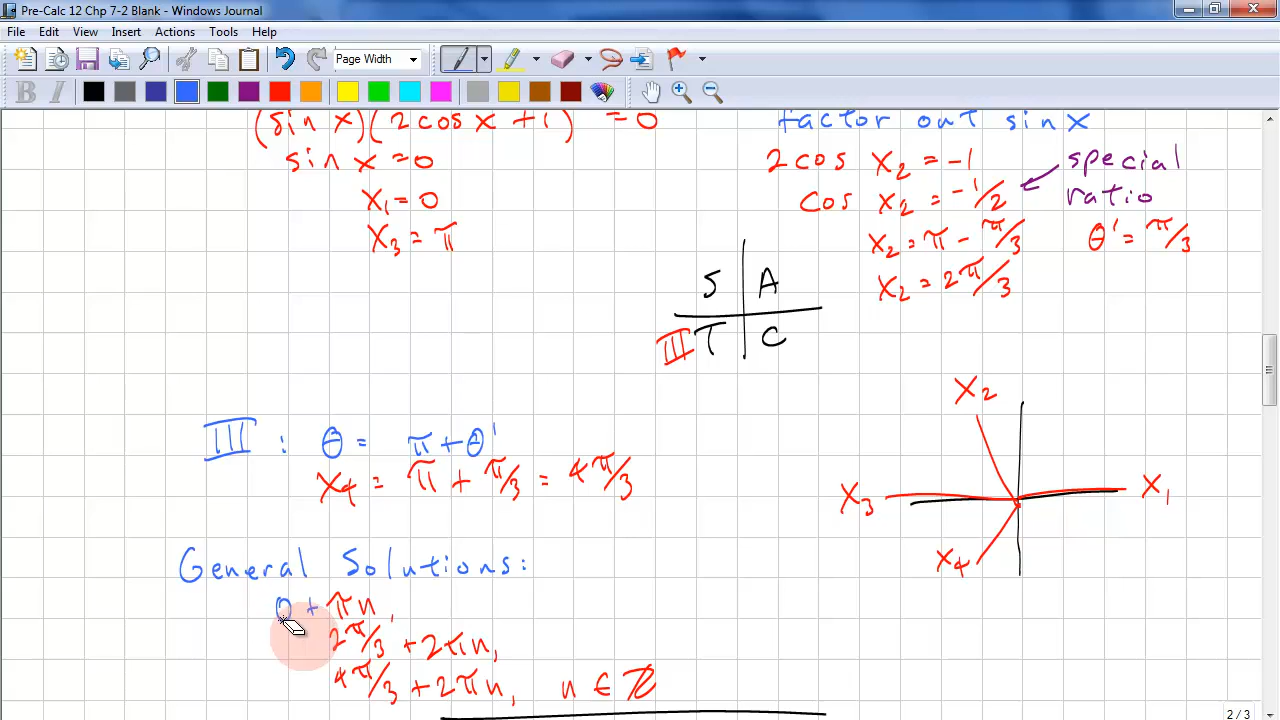 Pre-Calc 12 Chp 7-2 Blank - Windows Journal
File Edit View Insert Actions Tools Help
Page Width
B I
(sin x)(2cosx +1) = 0
sin x = 0
x₁ = 0
x₃ = π
factor out sin x
2cos x₂ = -1
cos x₂ = -1/2
special
ratio
x₂ = π - π/3
θ' = π/3
x₂ = 2π/3
S A
III T C
III : θ = π + θ'
x₄ = π + π/3 = 4π/3
x₂
x₃
x₁
x₄
General Solutions:
0 + πn,
2π/3 + 2πn,
4π/3 + 2πn, n ∈ ℤ
2 / 3